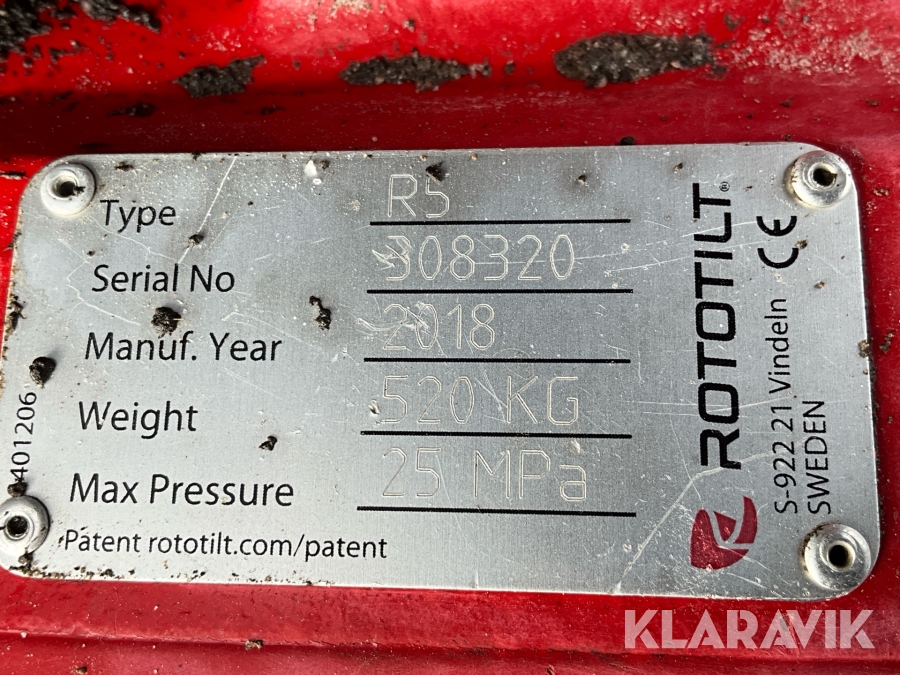 Type R5
Serial No 308320
Manuf. Year 2018
Weight 520 KG
Max Pressure 25 MPa
Patent rototilt.com/patent
401206
ROTOTILT®
CE
S-922 21 Vindeln
SWEDEN
KLARAVIK